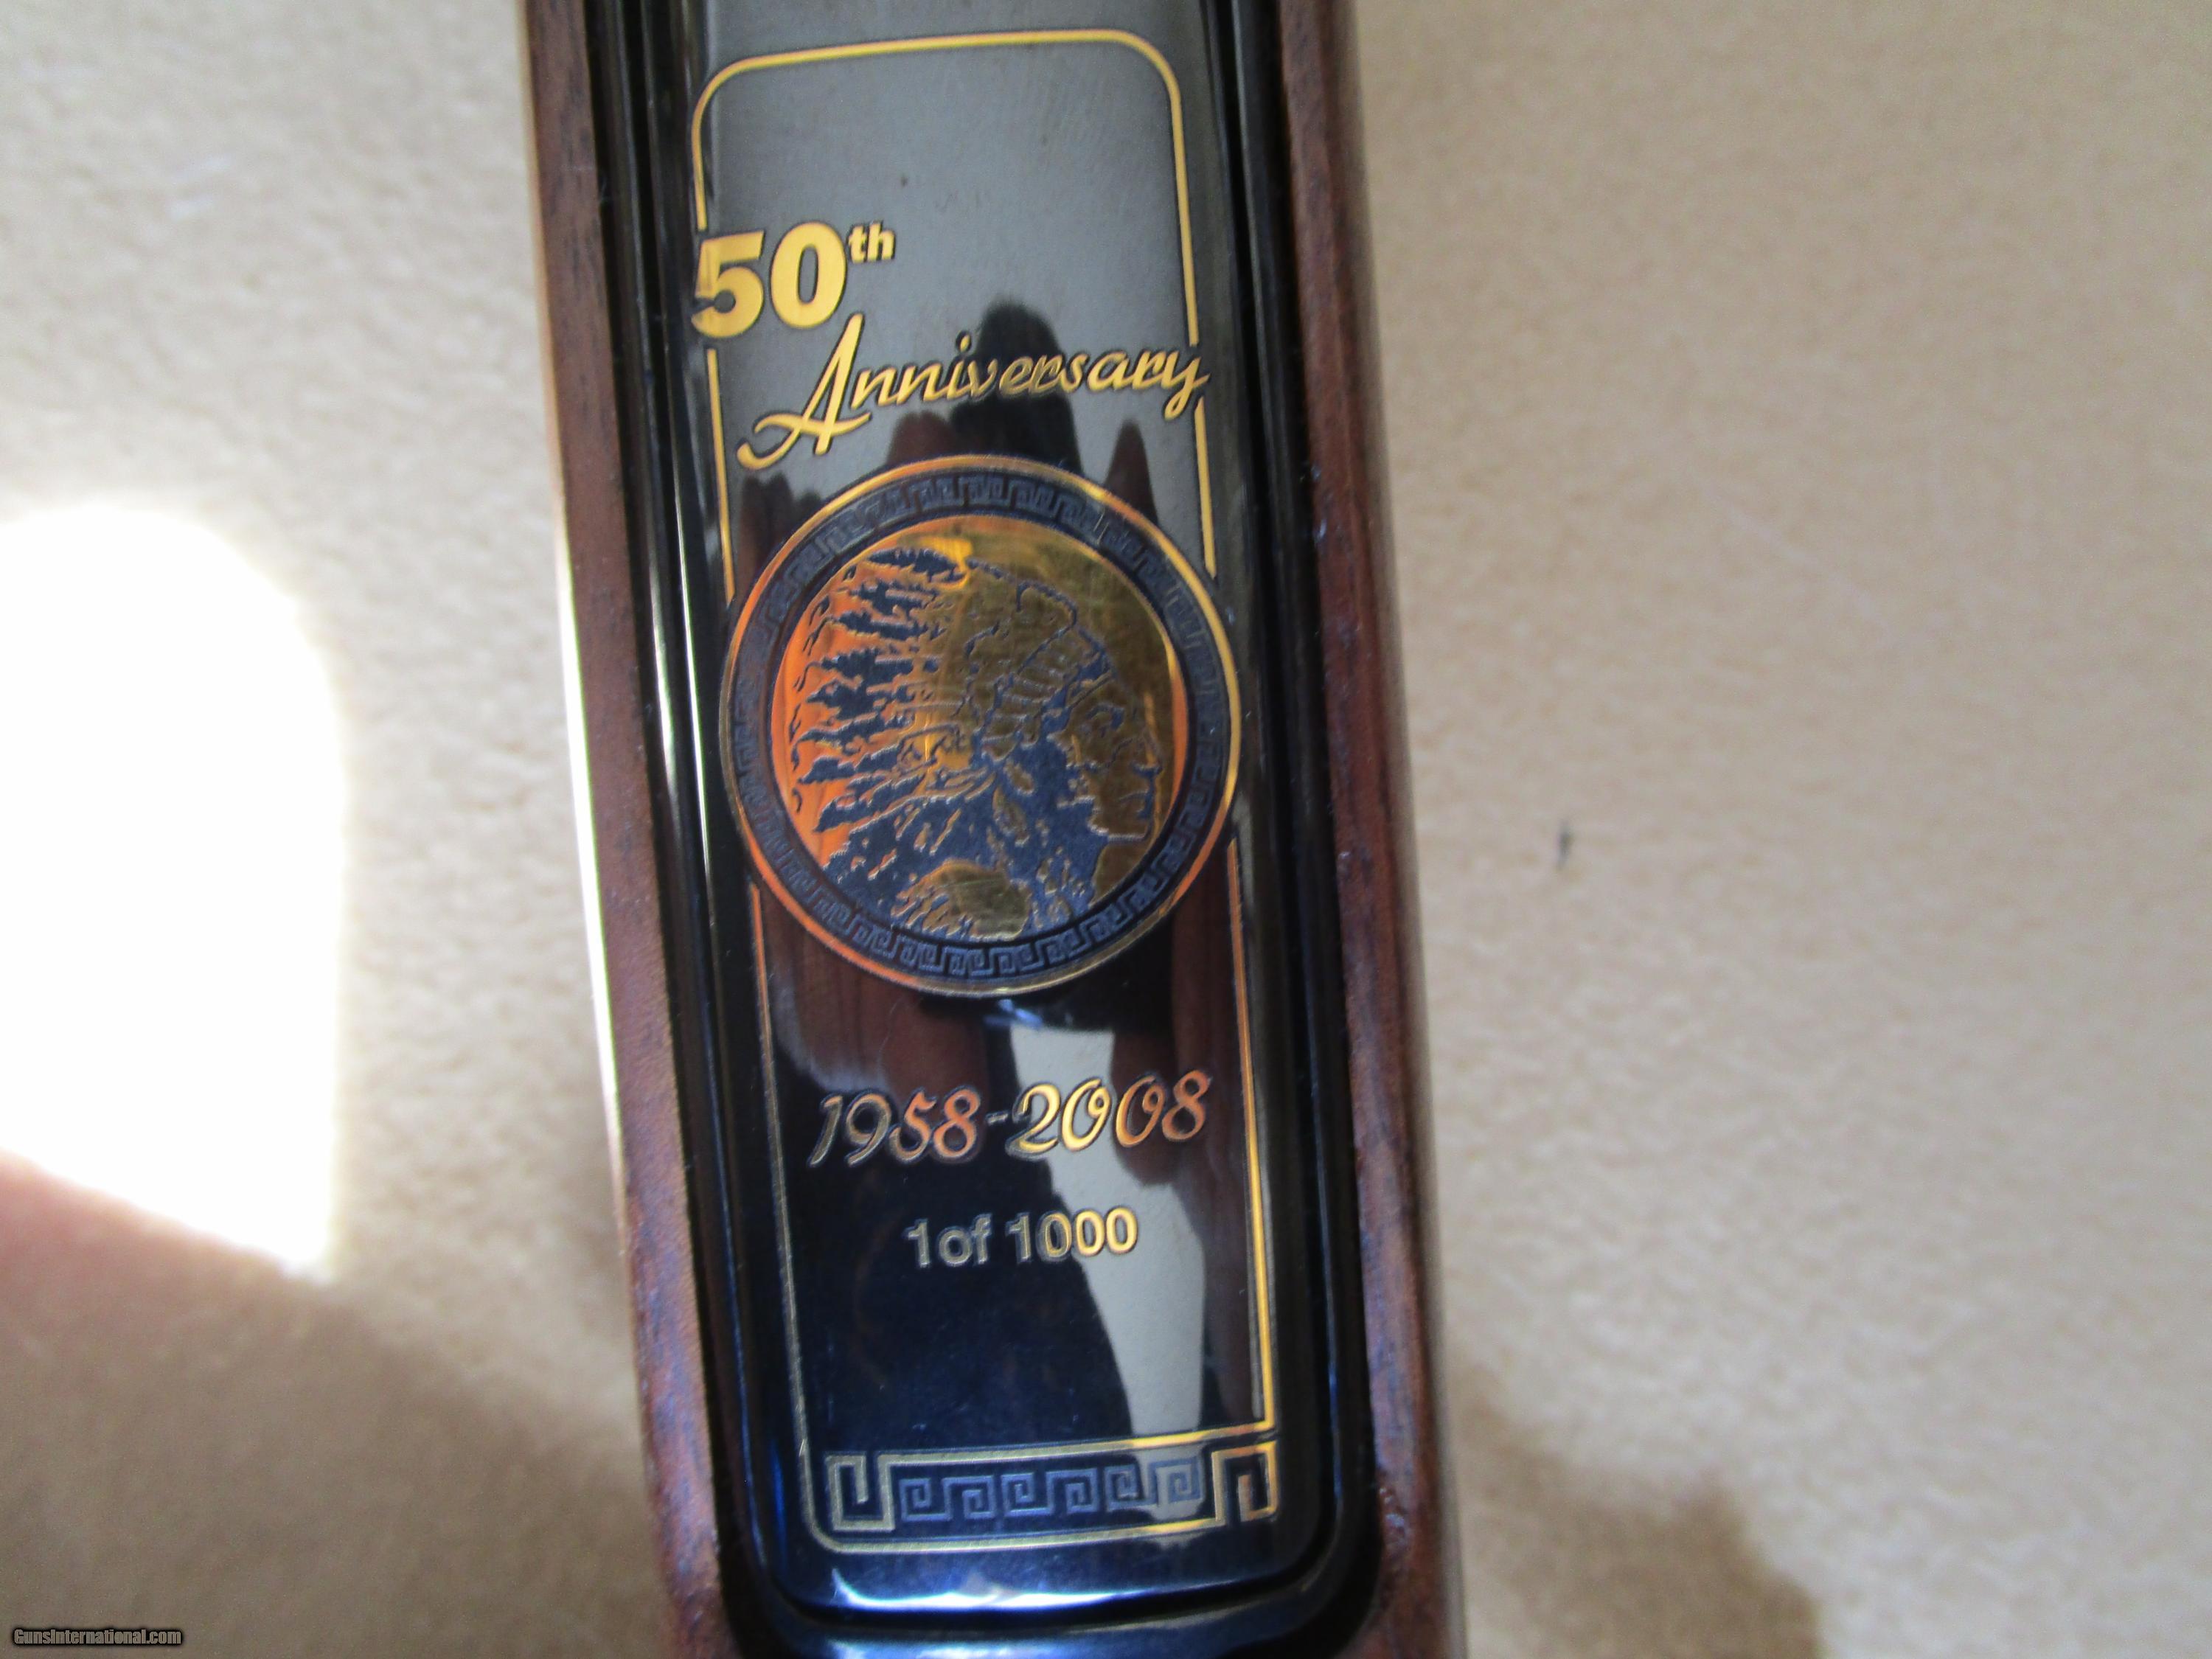 50th
Anniversary
1958-2008
1of 1000
GunsInternational.com